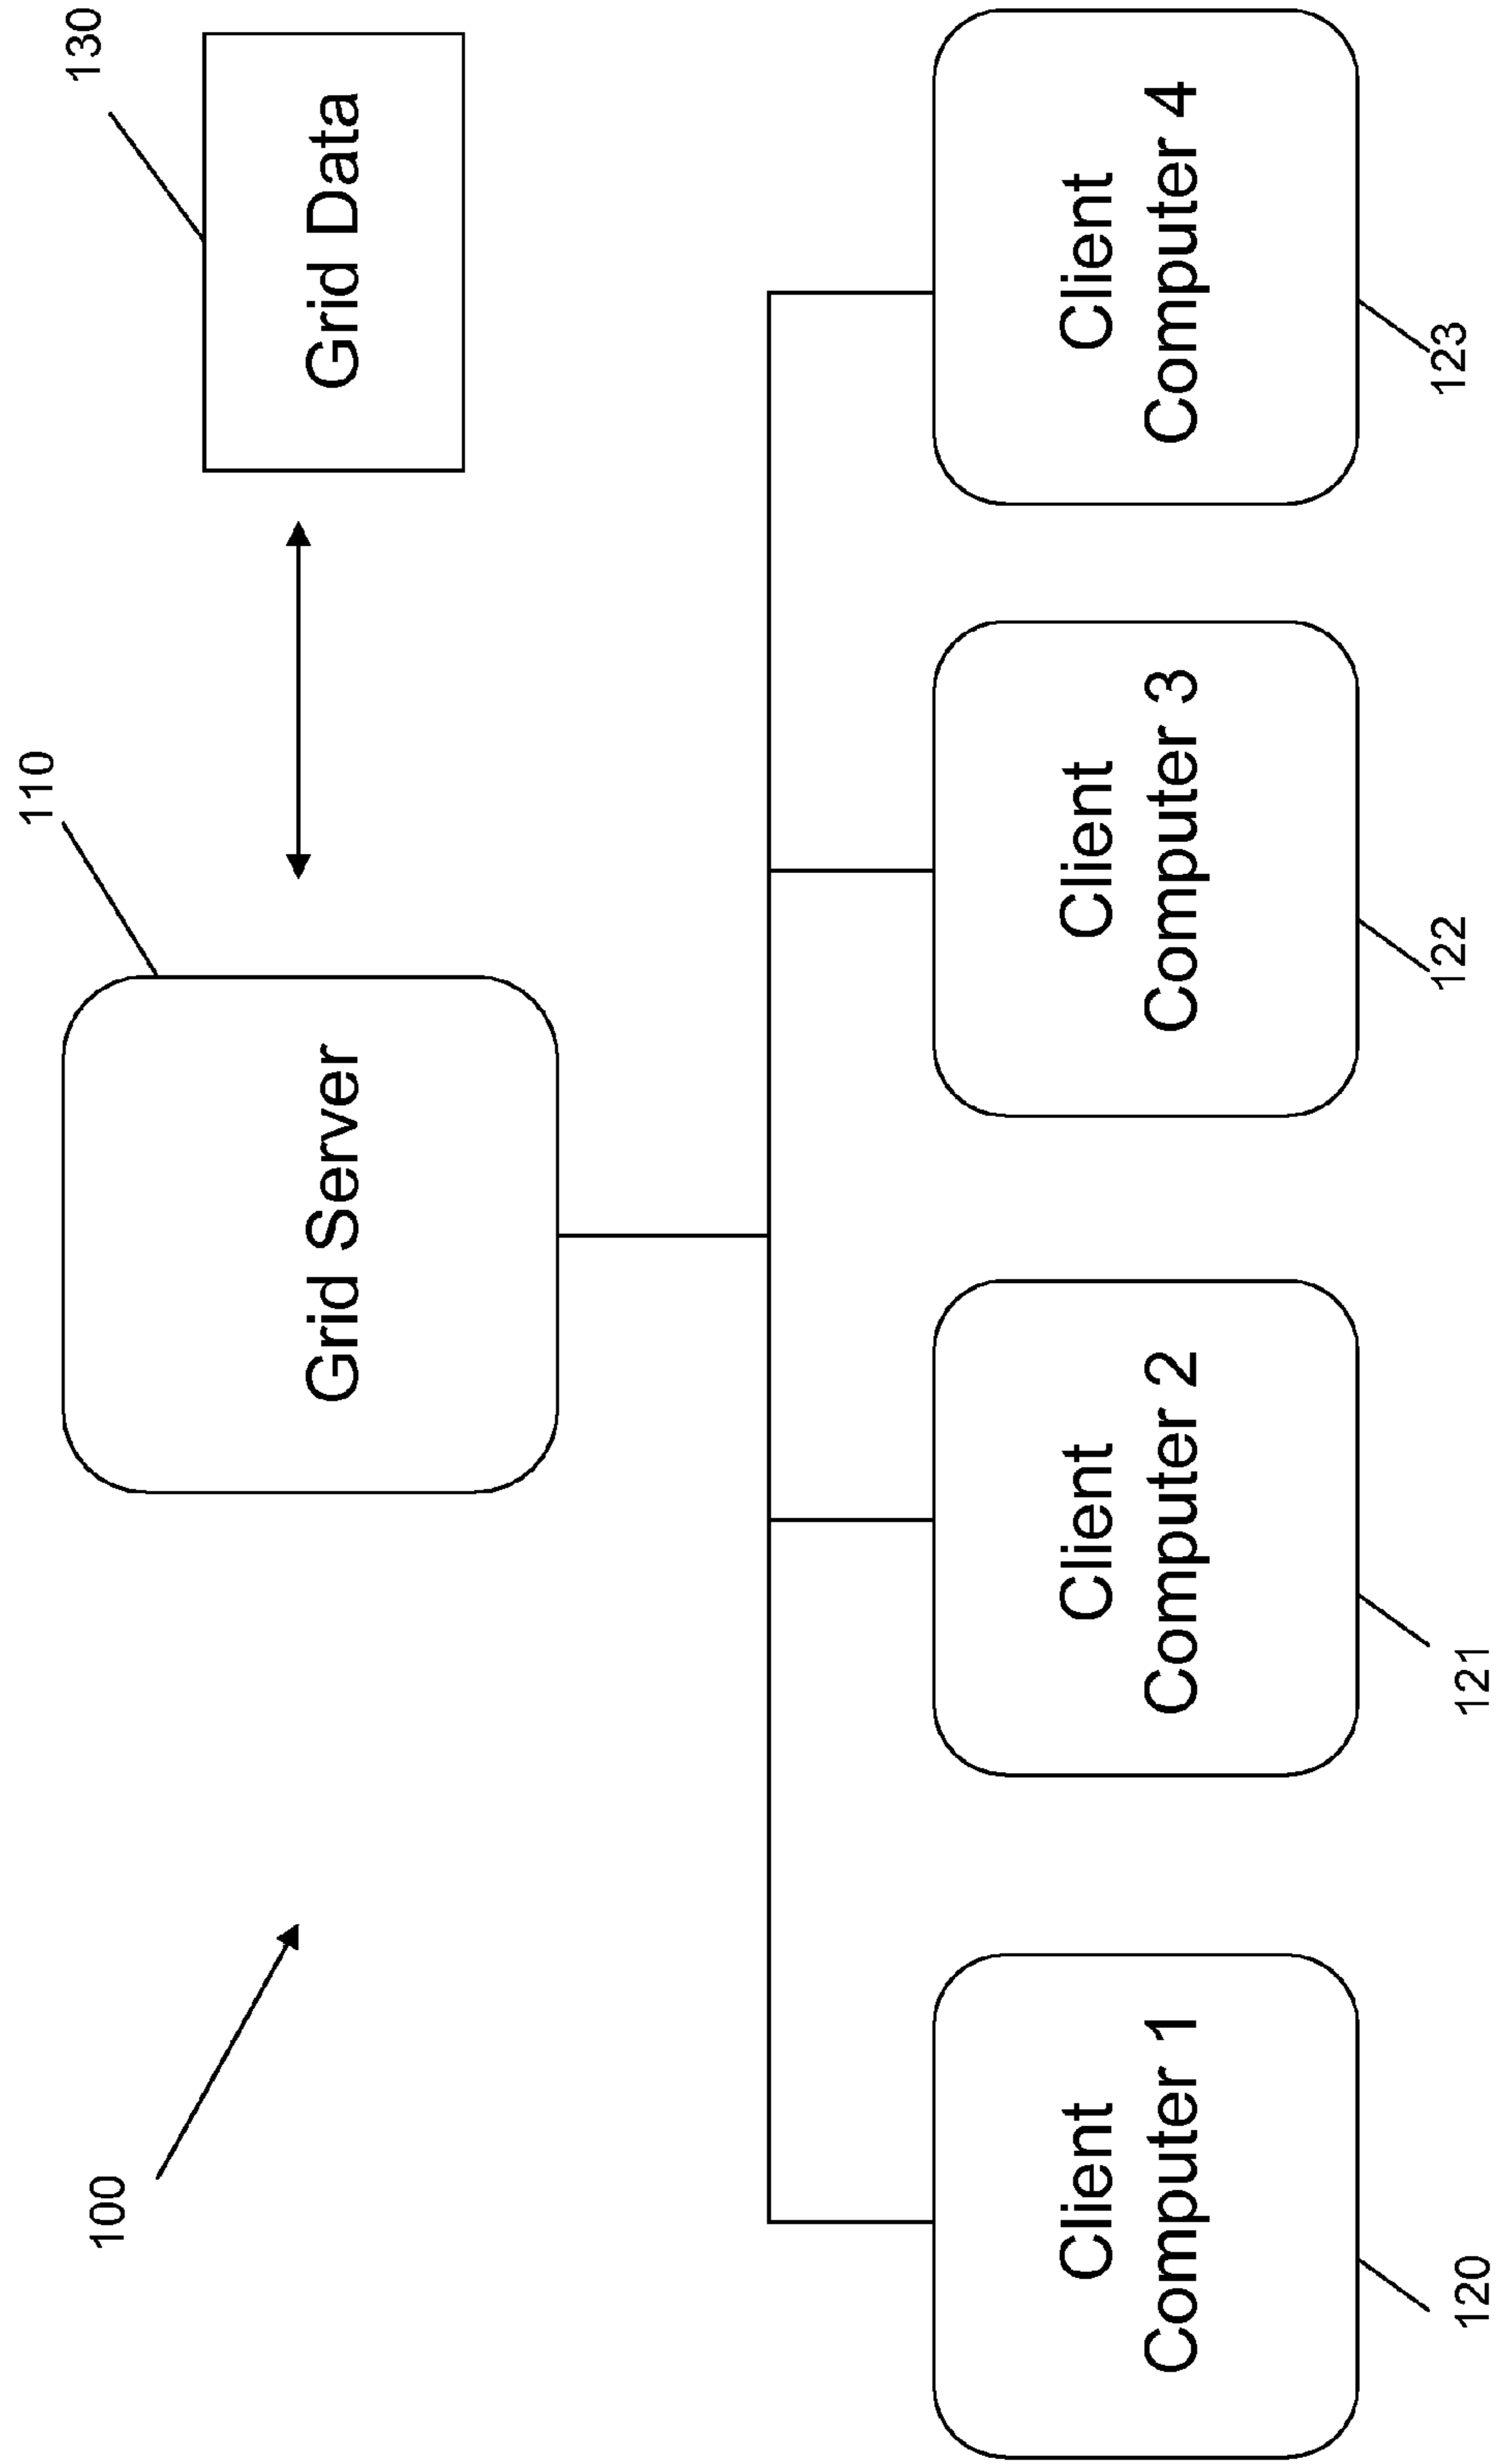 100
110
130
Grid Server
Grid Data
Client
Computer 1
Client
Computer 2
Client
Computer 3
Client
Computer 4
120
121
122
123